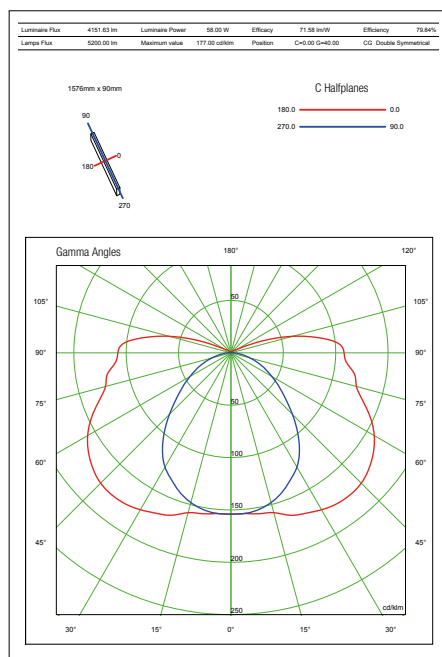 Luminaire Flux 4151.63 lm Luminaire Power 58.00 W Efficacy 71.58 lm/W Efficiency 79.84%
Lamps Flux 5200.00 lm Maximum value 177.00 cd/klm Position C=0.00 G=40.00 CG Double Symmetrical
1576mm x 90mm
C Halfplanes
180.0 0.0
270.0 90.0
90
0
180
270
Gamma Angles
180°
120°
105° 105°
50
90° 90°
50
75° 75°
100
60° 60°
150
45° 45°
200
250
cd/klm
30° 15° 0° 15° 30°